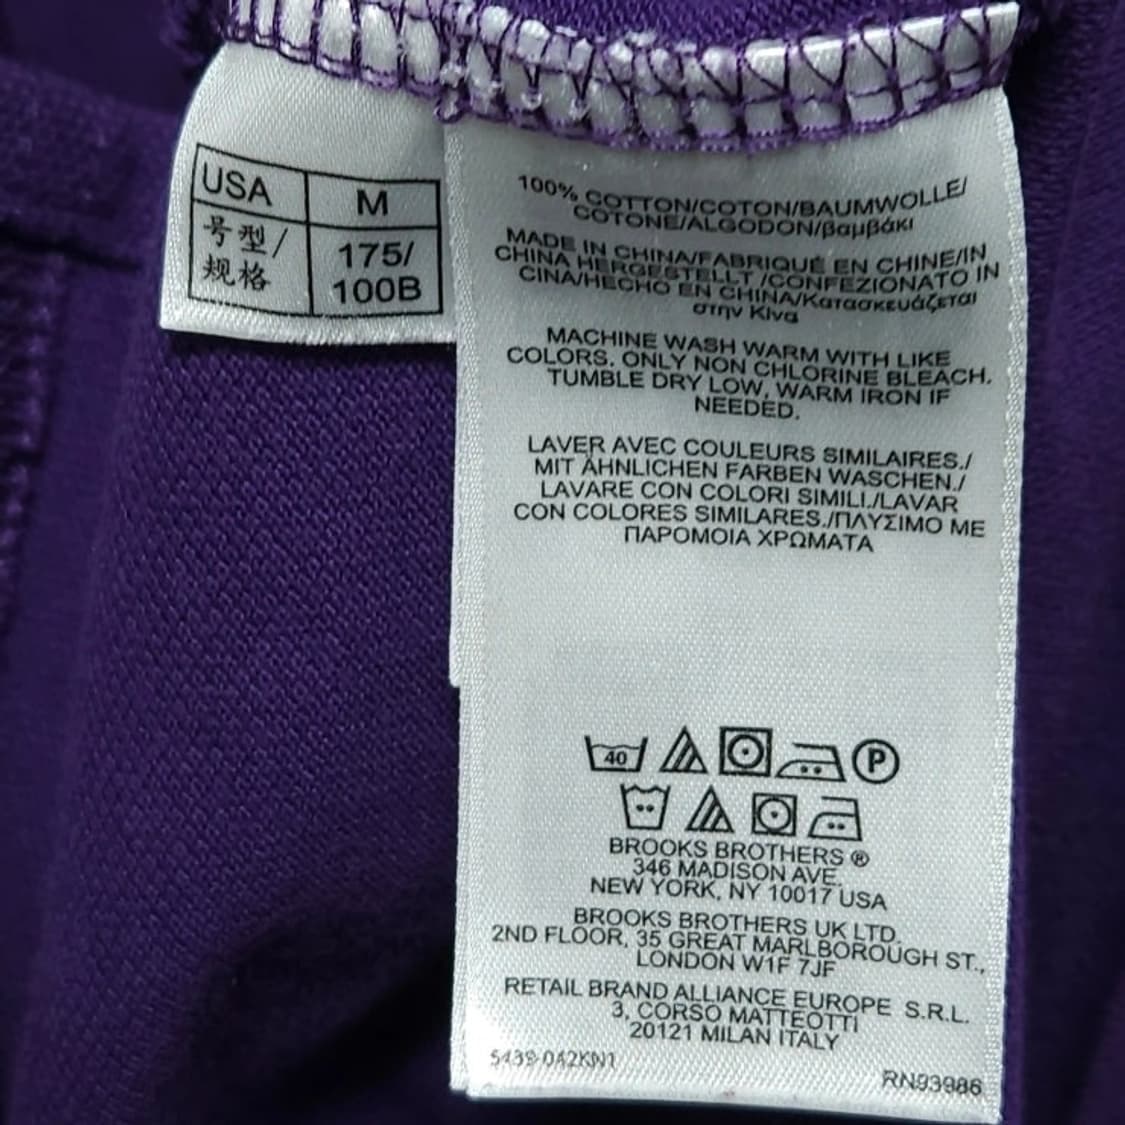 USA M
号型/ 175/
规格 100B
100% COTTON/COTON/BAUMWOLLE/
COTONE/ALGODON/βαμβάκι
MADE IN CHINA/FABRIQUÉ EN CHINE/IN
CHINA HERGESTELLT /CONFEZIONATO IN
CINA/HECHO EN CHINA/Κατασκευάζεται
στην Κίνα
MACHINE WASH WARM WITH LIKE
COLORS. ONLY NON CHLORINE BLEACH.
TUMBLE DRY LOW, WARM IRON IF
NEEDED.
LAVER AVEC COULEURS SIMILAIRES./
MIT ÄHNLICHEN FARBEN WASCHEN./
LAVARE CON COLORI SIMILI./LAVAR
CON COLORES SIMILARES./ΠΛΥΣΙΜΟ ΜΕ
ΠΑΡΟΜΟΙΑ ΧΡΩΜΑΤΑ
40 P
BROOKS BROTHERS ®
346 MADISON AVE.
NEW YORK, NY 10017 USA
BROOKS BROTHERS UK LTD.
2ND FLOOR, 35 GREAT MARLBOROUGH ST.,
LONDON W1F 7JF
RETAIL BRAND ALLIANCE EUROPE S.R.L.
3, CORSO MATTEOTTI
20121 MILAN ITALY
5439-042KN1
RN93986